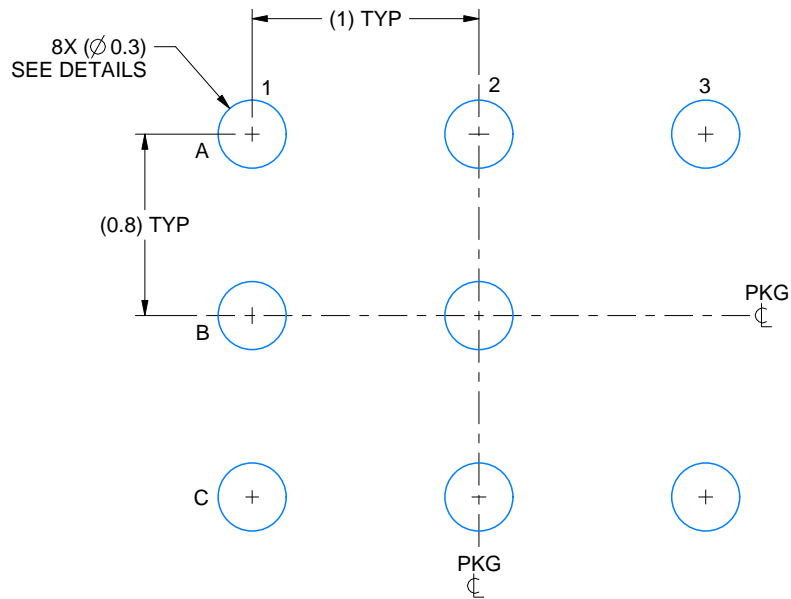 (1) TYP
8X (∅ 0.3)
SEE DETAILS
1
2
3
A
(0.8) TYP
B
PKG
℄
C
PKG
℄